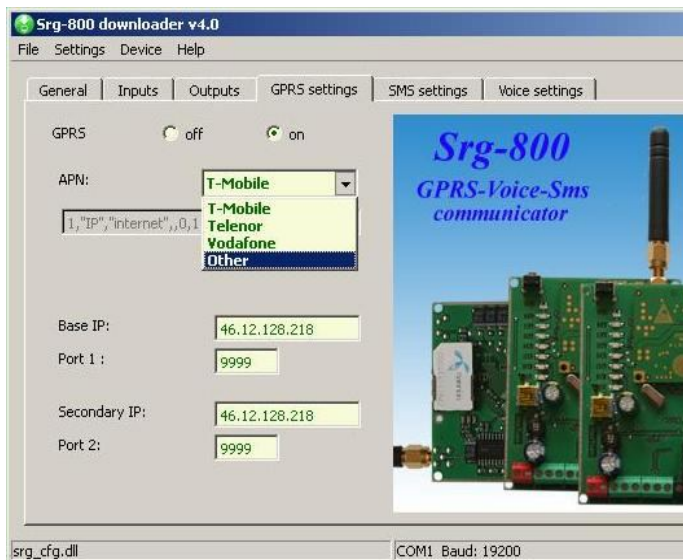 Srg-800 downloader v4.0
File Settings Device Help
General Inputs Outputs GPRS settings SMS settings Voice settings
GPRS off on
APN: T-Mobile
1,"IP","internet",,0,1
T-Mobile
Telenor
Vodafone
Other
Base IP: 46.12.128.218
Port 1 : 9999
Secondary IP: 46.12.128.218
Port 2: 9999
Srg-800
GPRS-Voice-Sms
communicator
srg_cfg.dll COM1 Baud: 19200